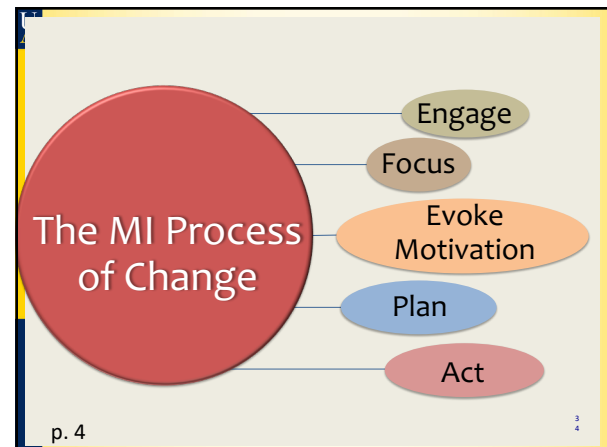 The MI Process
of Change
Engage
Focus
Evoke
Motivation
Plan
Act
p. 4
3
4